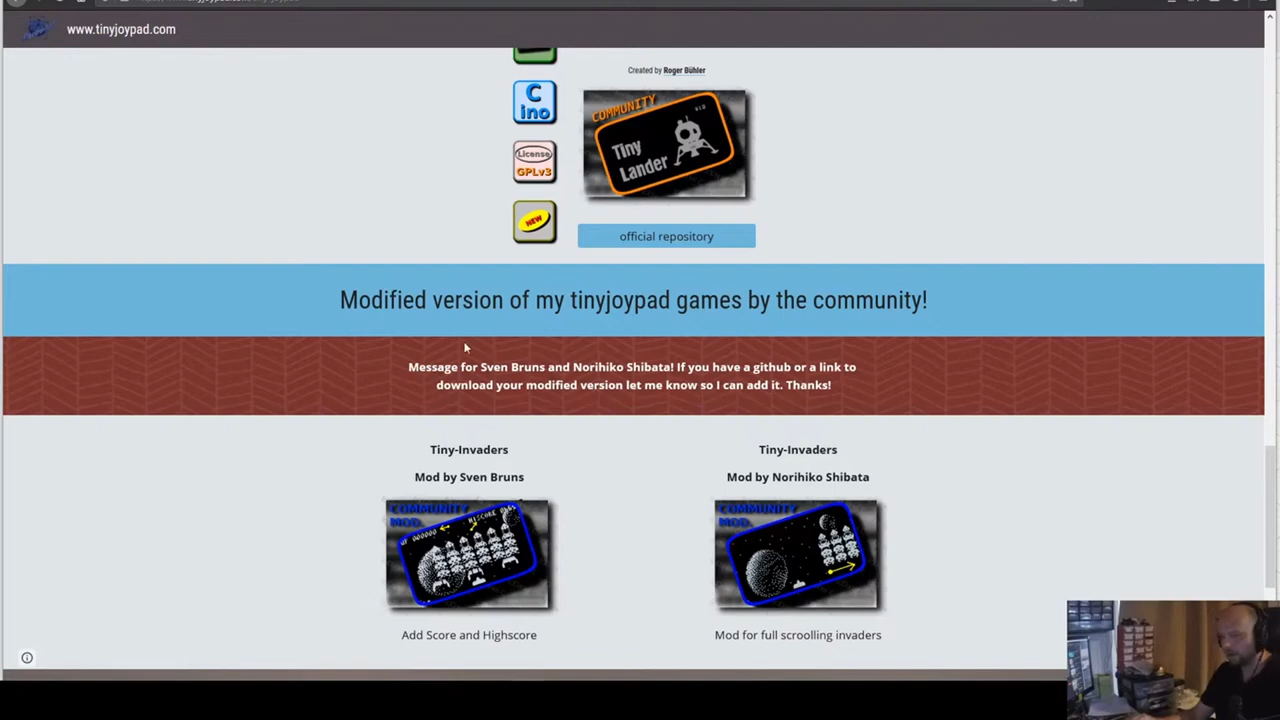 www.tinyjoypad.com
Created by Roger Bühler
C
ino
License
GPLv3
NEW
COMMUNITY
Tiny
Lander
official repository
Modified version of my tinyjoypad games by the community!
Message for Sven Bruns and Norihiko Shibata! If you have a github or a link to
download your modified version let me know so I can add it. Thanks!
Tiny-Invaders
Mod by Sven Bruns
COMMUNITY
MOD.
HISCORE
Add Score and Highscore
Tiny-Invaders
Mod by Norihiko Shibata
COMMUNITY
MOD.
Mod for full scroolling invaders